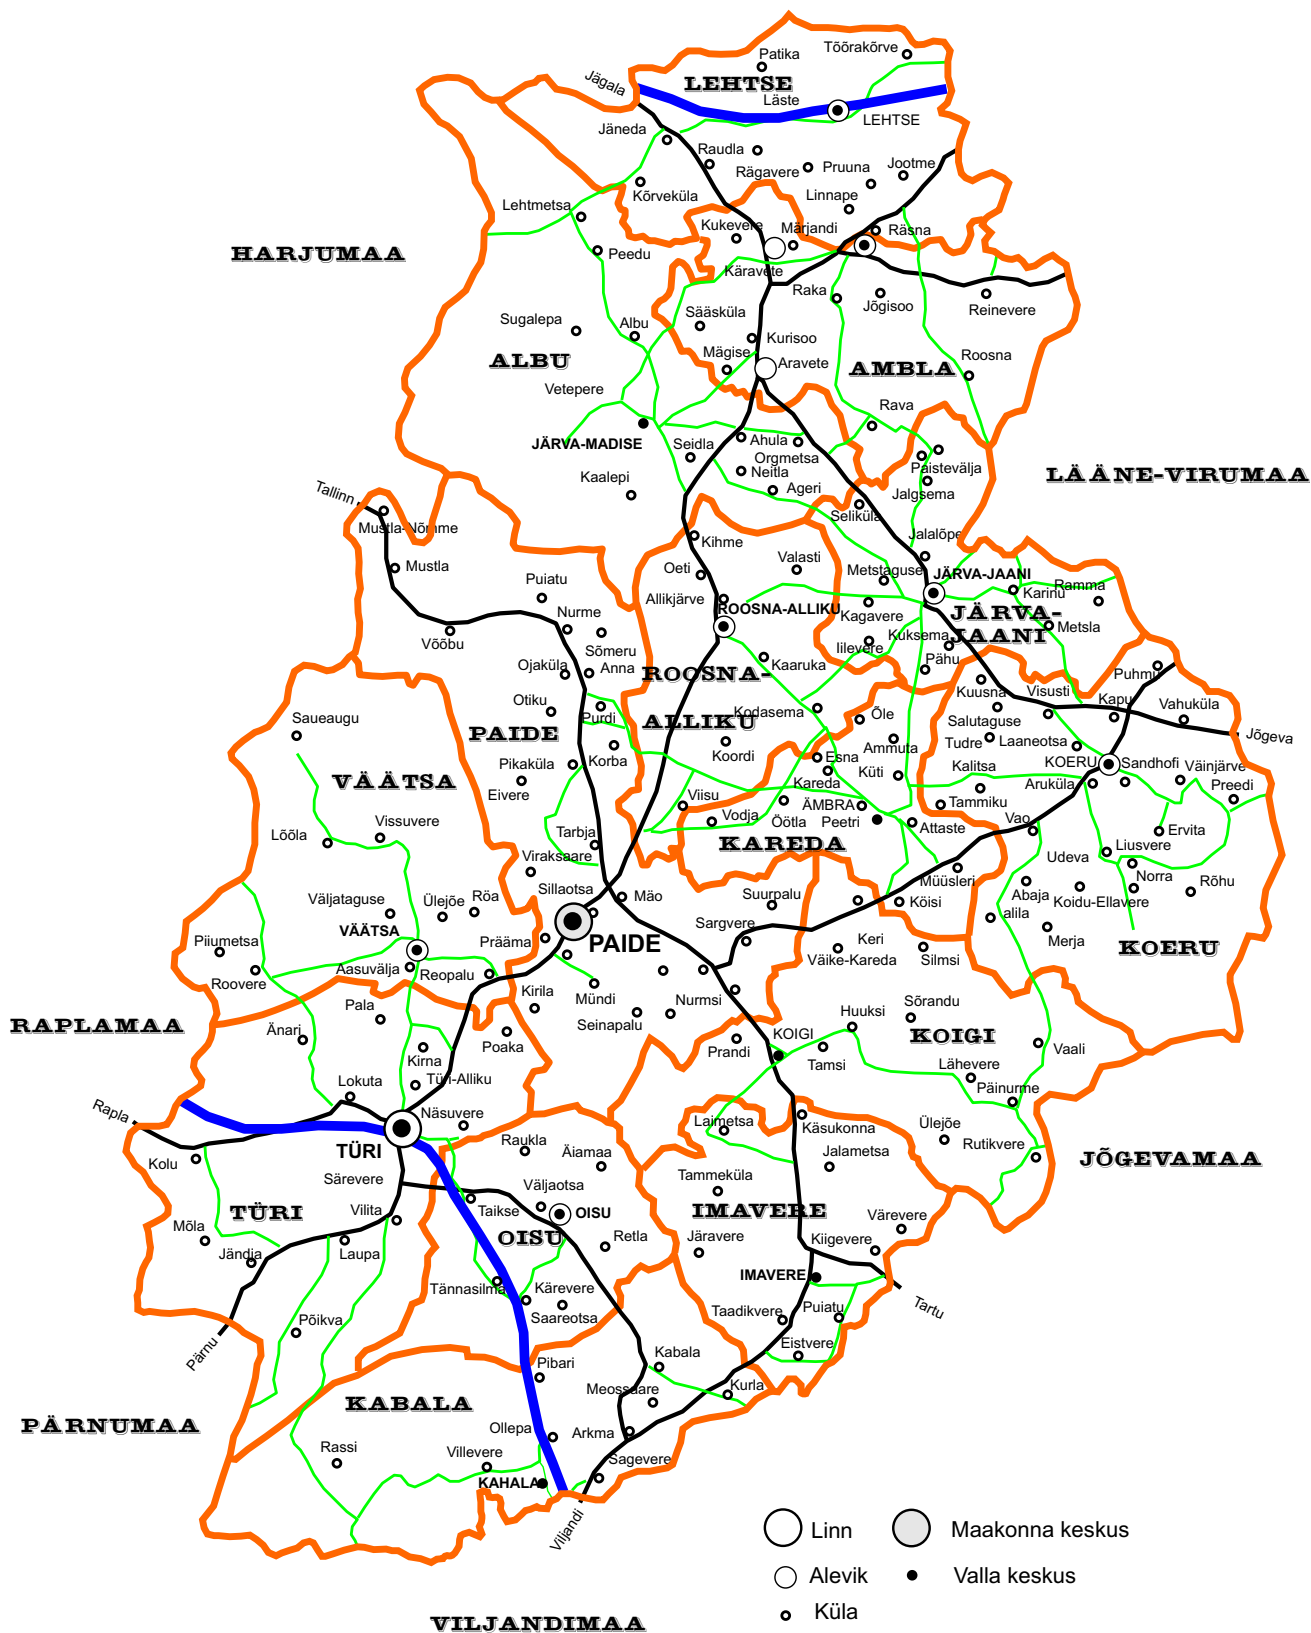 Patika
Tõõrakõrve
Jägala
LEHTSE
Läste
LEHTSE
Jäneda
Raudla
Rägavere
Pruuna
Jootme
Kõrveküla
Linnape
Lehtmetsa
Kukevere
Märjandi
Räsna
HARJUMAA
Peedu
Käravete
Raka
Jõgisoo
Reinevere
Sugalepa
Albu
Sääsküla
Kurisoo
Mägise
Aravete
Roosna
ALBU
AMBLA
Vetepere
Rava
JÄRVA-MADISE
Seidla
Ahula
Orgmetsa
Neitla
Paistevälja
LÄÄNE-VIRUMAA
Kaalepi
Ageri
Jalgsema
Tallinn
Seliküla
Mustla-Nõmme
Kihme
Jalalõpe
Mustla
Oeti
Valasti
Metstaguse
JÄRVA-JAANI
Puiatu
Allikjärve
Karinu
Ramma
Nurme
ROOSNA-ALLIKU
Kagavere
JÄRVA-
JAANI
Metsla
Võõbu
Sõmeru
Kuksema
Iilevere
Ojaküla
Anna
ROOSNA-
Kaaruka
Pähu
Puhmu
Otiku
Kuusna
Visusti
Kapu
Vahuküla
Saueaugu
Purdi
ALLIKU
Kodasema
Õle
Salutaguse
Jõgeva
PAIDE
Korba
Koordi
Ammuta
Tudre
Laaneotsa
Pikaküla
Esna
Küti
Kalitsa
KOERU
Sandhofi
Väinjärve
VÄÄTSA
Eivere
Kareda
Aruküla
Preedi
Viisu
Vodja
Öötla
ÄMBRA
Peetri
Tammiku
Vissuvere
Tarbja
Attaste
Vao
Ervita
Lõõla
KAREDA
Viraksaare
Udeva
Liusvere
Müüsleri
Norra
Rõhu
Väljataguse
Ülejõe
Röa
Sillaotsa
Mäo
Suurpalu
Köisi
Abaja
Koidu-Ellavere
VÄÄTSA
Sargvere
alila
Prääma
PAIDE
Keri
Merja
KOERU
Piiumetsa
Väike-Kareda
Silmsi
Roovere
Aasuvälja
Reopalu
Kirila
Mündi
Nurmsi
Pala
Seinapalu
Huuksi
Sõrandu
RAPLAMAA
Änari
KOIGI
KOIGI
Kirna
Poaka
Prandi
Tamsi
Vaali
Lähevere
Lokuta
Türi-Alliku
Päinurme
Rapla
Näsuvere
Laimetsa
Käsukonna
Ülejõe
Raukla
TÜRI
Äiamaa
Jalametsa
Rutikvere
Kolu
JÕGEVAMAA
Särevere
Tammeküla
Väljaotsa
TÜRI
Vilita
Taikse
OISU
IMAVERE
Värevere
Mõla
OISU
Retla
Järavere
Kiigevere
Jändja
Laupa
Tännasilma
Kärevere
IMAVERE
Tartu
Saareotsa
Taadikvere
Puiatu
Põikva
Eistvere
Pärnu
Pibari
Kabala
Kurla
KABALA
Meossaare
PÄRNUMAA
Ollepa
Arkma
Rassi
Villevere
Sagevere
KAHALA
Viljandi
Linn
Maakonna keskus
Alevik
Valla keskus
Küla
VILJANDIMAA